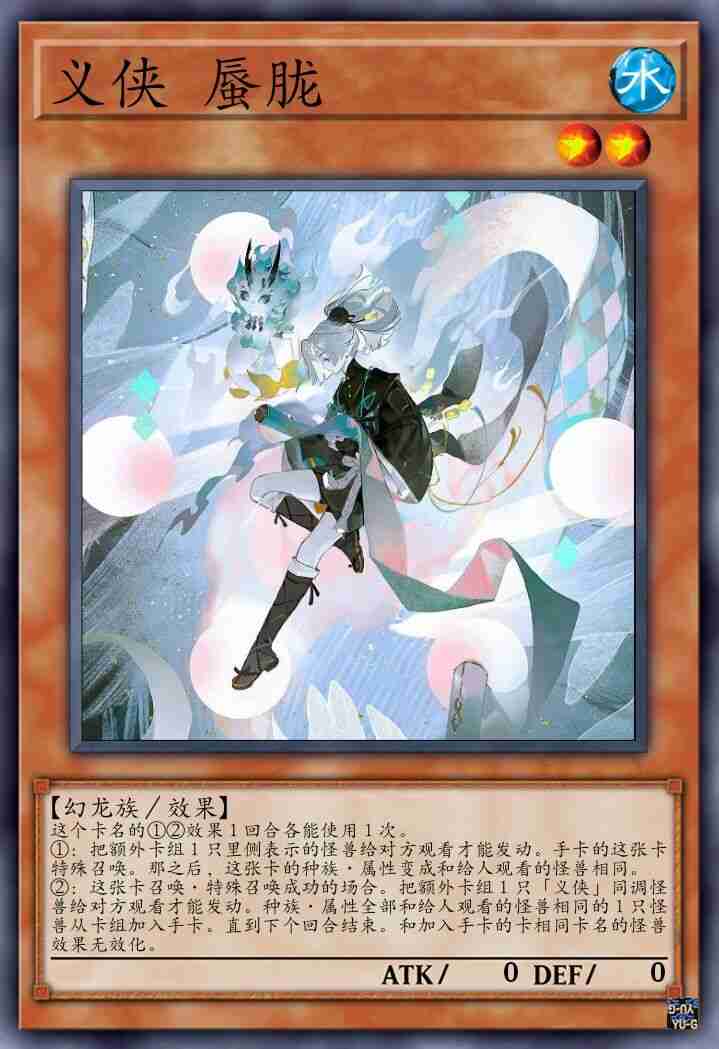 义侠 蜃胧
水
【幻龙族/效果】
这个卡名的①②效果1回合各能使用1次。
①:把额外卡组1只里侧表示的怪兽给对方观看才能发动。手卡的这张卡
特殊召唤。那之后,这张卡的种族·属性变成和给人观看的怪兽相同。
②:这张卡召唤·特殊召唤成功的场合。把额外卡组1只「义侠」同调怪
兽给对方观看才能发动。种族·属性全部和给人观看的怪兽相同的1只怪
兽从卡组加入手卡。直到下个回合结束。和加入手卡的卡相同卡名的怪兽
效果无效化。
ATK/ 0 DEF/ 0
YU-G
YU-G